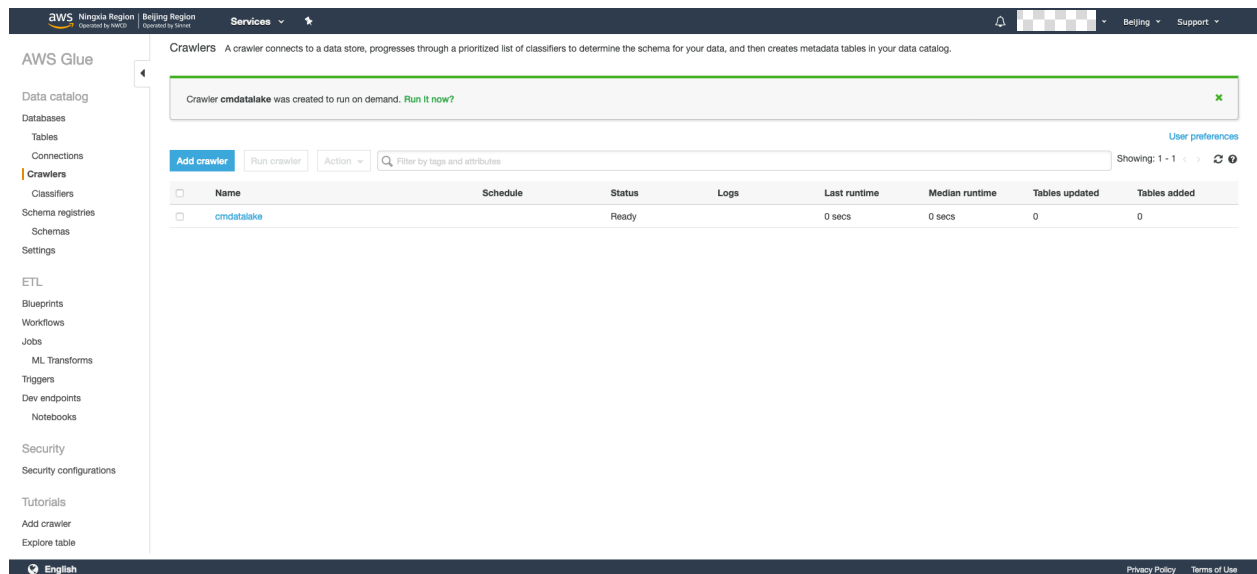 aws Ningxia Region | Beijing Region
Operated by NWCD | Operated by Sinnet
Services
Beijing
Support
AWS Glue
Data catalog
Databases
Tables
Connections
Crawlers
Classifiers
Schema registries
Schemas
Settings
ETL
Blueprints
Workflows
Jobs
ML Transforms
Triggers
Dev endpoints
Notebooks
Security
Security configurations
Tutorials
Add crawler
Explore table
Crawlers A crawler connects to a data store, progresses through a prioritized list of classifiers to determine the schema for your data, and then creates metadata tables in your data catalog.
Crawler cmdatalake was created to run on demand. Run it now?
User preferences
Add crawler Run crawler Action Filter by tags and attributes Showing: 1 - 1 < >
Name Schedule Status Logs Last runtime Median runtime Tables updated Tables added
cmdatalake Ready 0 secs 0 secs 0 0
English
Privacy Policy Terms of Use